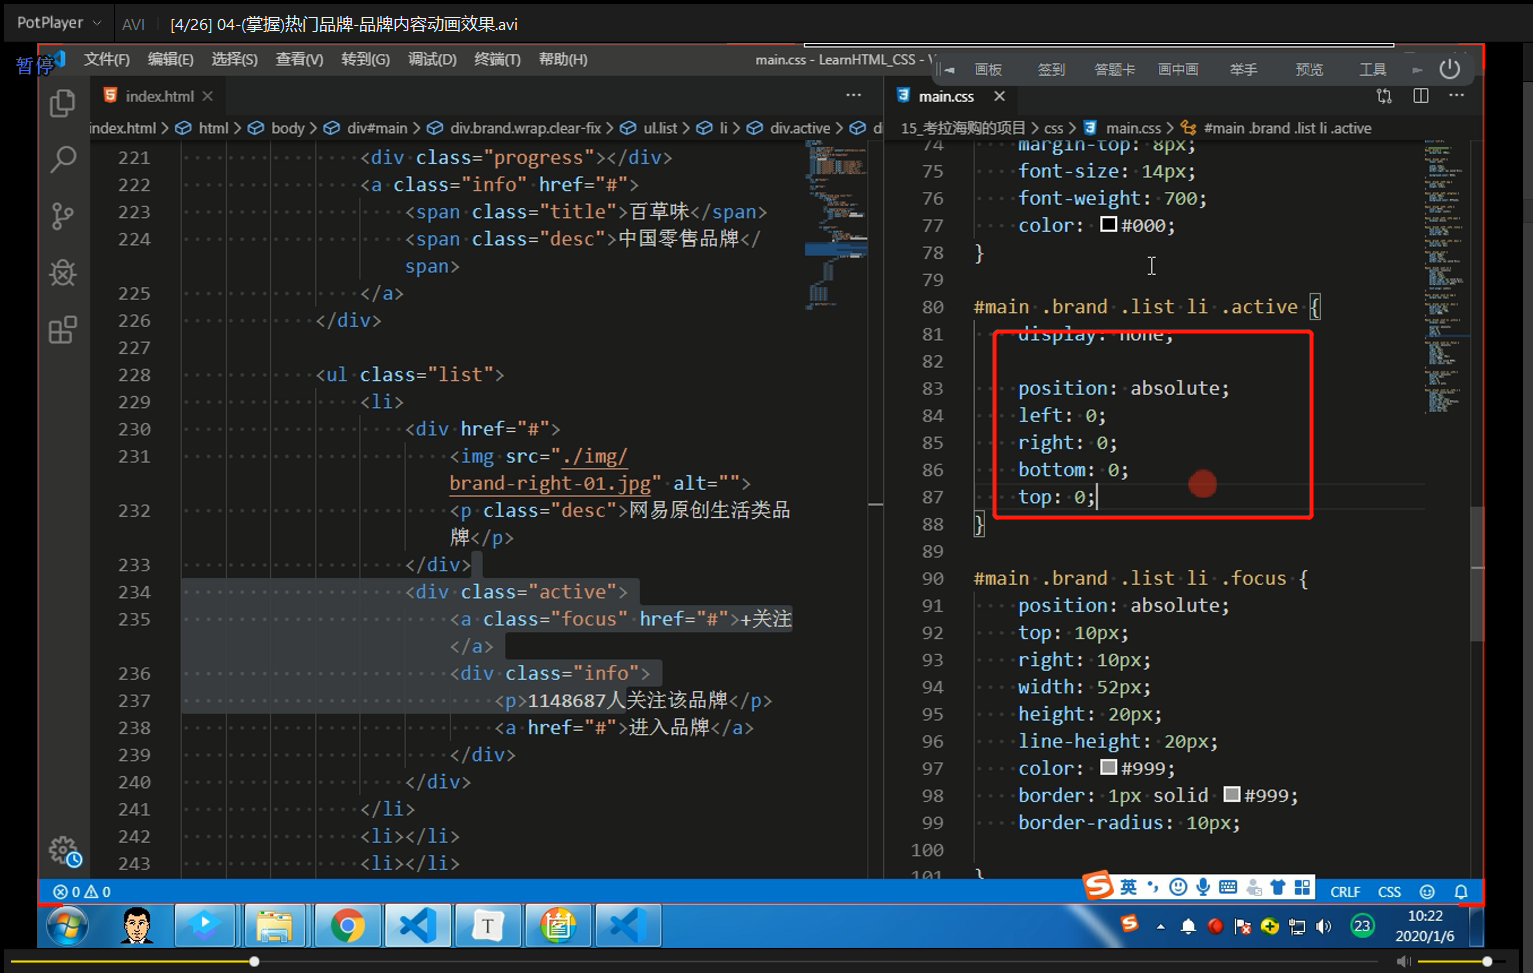 PotPlayer AVI [4/26] 04-(掌握)热门品牌-品牌内容动画效果.avi
暂停
文件(F) 编辑(E) 选择(S) 查看(V) 转到(G) 调试(D) 终端(T) 帮助(H) main.css - LearnHTML_CSS -
画板 签到 答题卡 画中画 举手 预览 工具
index.html
main.css
index.html > html > body > div#main > div.brand.wrap.clear-fix > ul.list > li > div.active >
15_考拉海购的项目 > css > main.css > #main .brand .list li .active
221 <div class="progress"></div>
222 <a class="info" href="#">
223 <span class="title">百草味</span>
224 <span class="desc">中国零售品牌</
span>
225 </a>
226 </div>
227
228 <ul class="list">
229 <li>
230 <div href="#">
231 <img src="./img/
brand-right-01.jpg" alt="">
232 <p class="desc">网易原创生活类品
牌</p>
233 </div>
234 <div class="active">
235 <a class="focus" href="#">+关注
</a>
236 <div class="info">
237 <p>1148687人关注该品牌</p>
238 <a href="#">进入品牌</a>
239 </div>
240 </div>
241 </li>
242 <li></li>
243 <li></li>
74 margin-top: 8px;
75 font-size: 14px;
76 font-weight: 700;
77 color: #000;
78 }
79
80 #main .brand .list li .active {
81 display: none;
82
83 position: absolute;
84 left: 0;
85 right: 0;
86 bottom: 0;
87 top: 0;
88 }
89
90 #main .brand .list li .focus {
91 position: absolute;
92 top: 10px;
93 right: 10px;
94 width: 52px;
95 height: 20px;
96 line-height: 20px;
97 color: #999;
98 border: 1px solid #999;
99 border-radius: 10px;
100
101 }
0 0
英
CRLF CSS
T
23
10:22
2020/1/6